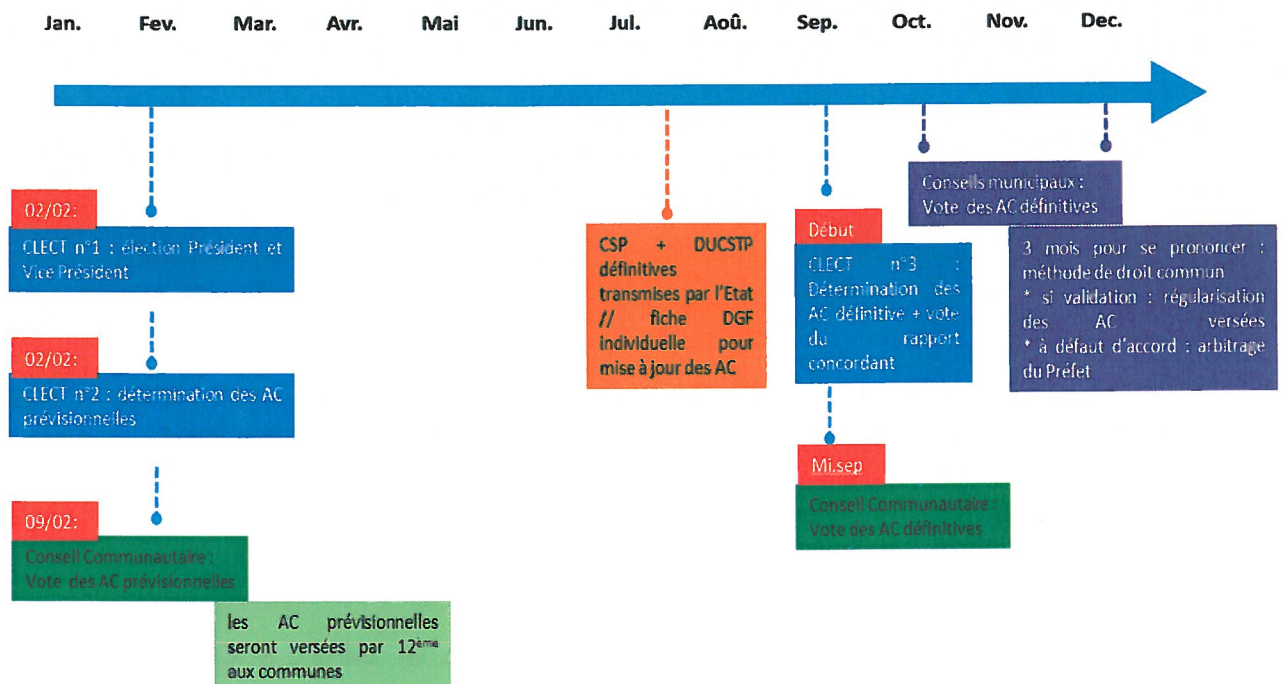 Jan. Fev. Mar. Avr. Mai Jun. Jul. Aoû. Sep. Oct. Nov. Dec.
02/02:
CLECT n°1 : élection Président et
Vice Président
02/02:
CLECT n°2 : détermination des AC
prévisionnelles
09/02:
Conseil Communautaire :
Vote des AC prévisionnelles
les AC prévisionnelles
seront versées par 12ème
aux communes
CSP + DUCSTP
définitives
transmises par l'Etat
// fiche DGF
individuelle pour
mise à jour des AC
Début
CLECT n°3 :
Détermination des
AC définitive + vote
du rapport
concordant
Mi.sep
Conseil Communautaire :
Vote des AC définitives
Conseils municipaux :
Vote des AC définitives
3 mois pour se prononcer :
méthode de droit commun
* si validation : régularisation
des AC versées
* à défaut d'accord : arbitrage
du Préfet